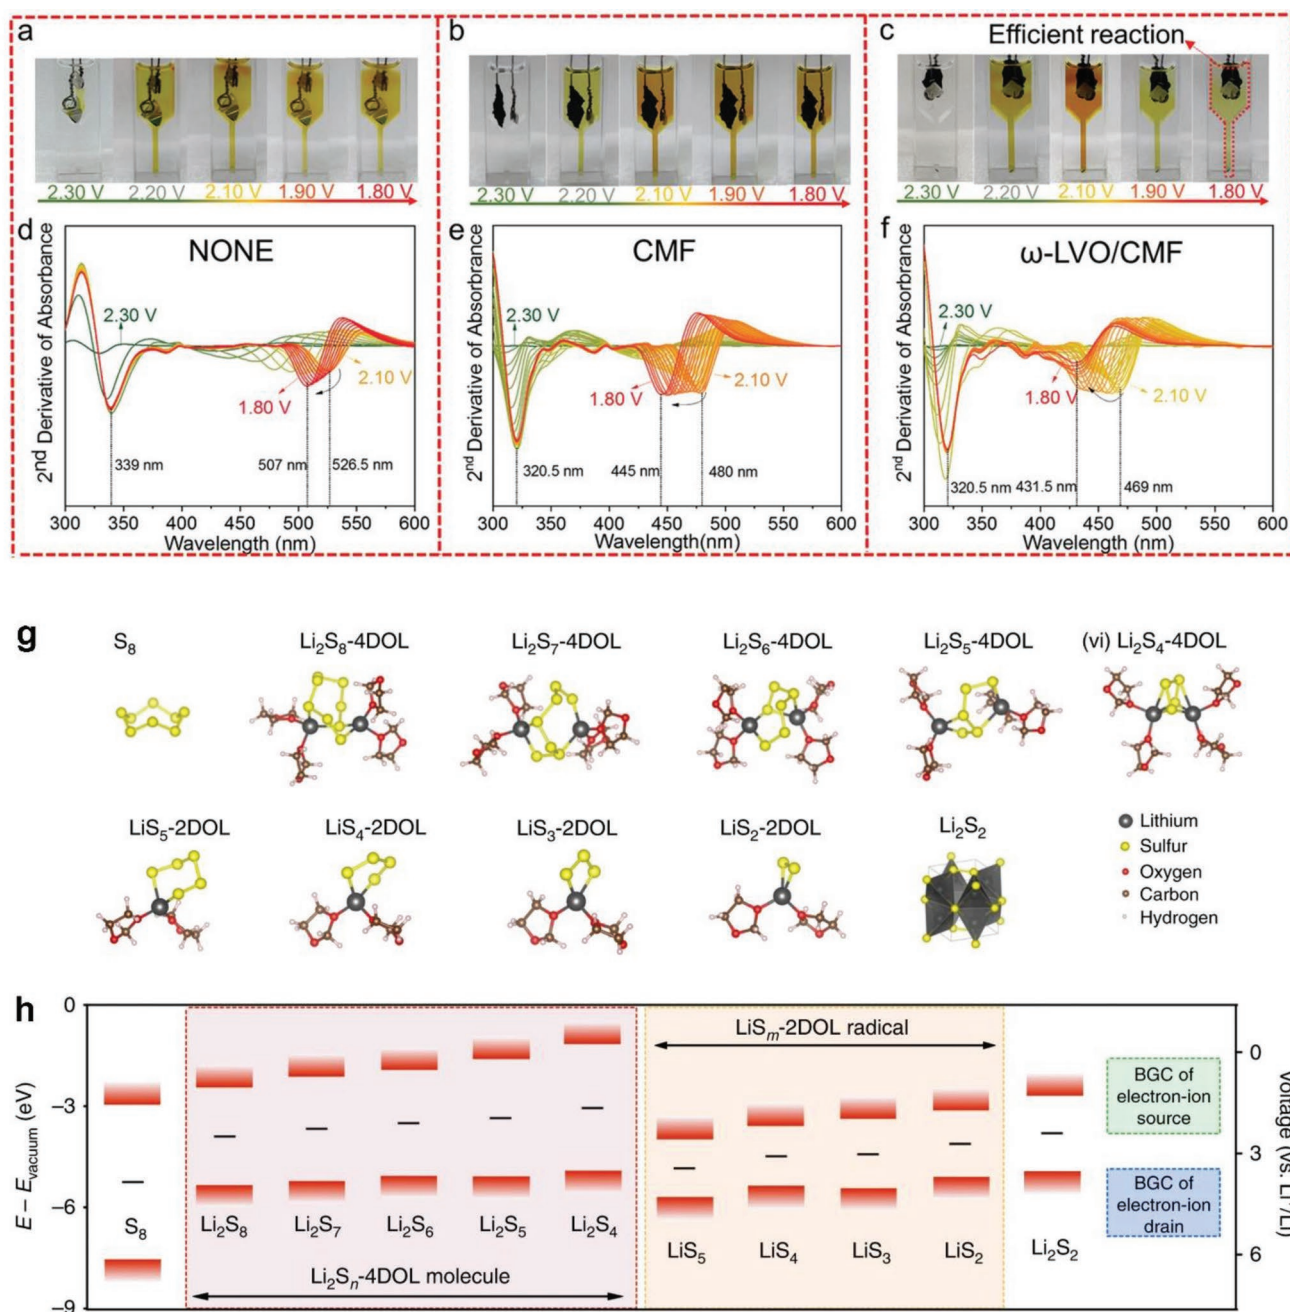 a
b
c
Efficient reaction
2.30 V 2.20 V 2.10 V 1.90 V 1.80 V
2.30 V 2.20 V 2.10 V 1.90 V 1.80 V
2.30 V 2.20 V 2.10 V 1.90 V 1.80 V
d
NONE
2nd Derivative of Absorbrance
2.30 V
2.10 V
1.80 V
339 nm
507 nm
526.5 nm
300 350 400 450 500 550 600
Wavelength (nm)
e
CMF
2nd Derivative of Absorbrance
2.30 V
2.10 V
1.80 V
320.5 nm
445 nm
480 nm
300 350 400 450 500 550 600
Wavelength(nm)
f
ω-LVO/CMF
2nd Derivative of Absorbrance
2.30 V
2.10 V
1.80 V
320.5 nm
431.5 nm
469 nm
300 350 400 450 500 550 600
Wavelength (nm)
g
S8
Li2S8-4DOL
Li2S7-4DOL
Li2S6-4DOL
Li2S5-4DOL
(vi) Li2S4-4DOL
LiS5-2DOL
LiS4-2DOL
LiS3-2DOL
LiS2-2DOL
Li2S2
Lithium
Sulfur
Oxygen
Carbon
Hydrogen
h
E – Evacuum (eV)
0
–3
–6
–9
S8
Li2S8
Li2S7
Li2S6
Li2S5
Li2S4
Li2Sn-4DOL molecule
LiSm-2DOL radical
LiS5
LiS4
LiS3
LiS2
Li2S2
BGC of
electron-ion
source
BGC of
electron-ion
drain
0
3
6
Voltage (vs. Li+/Li)